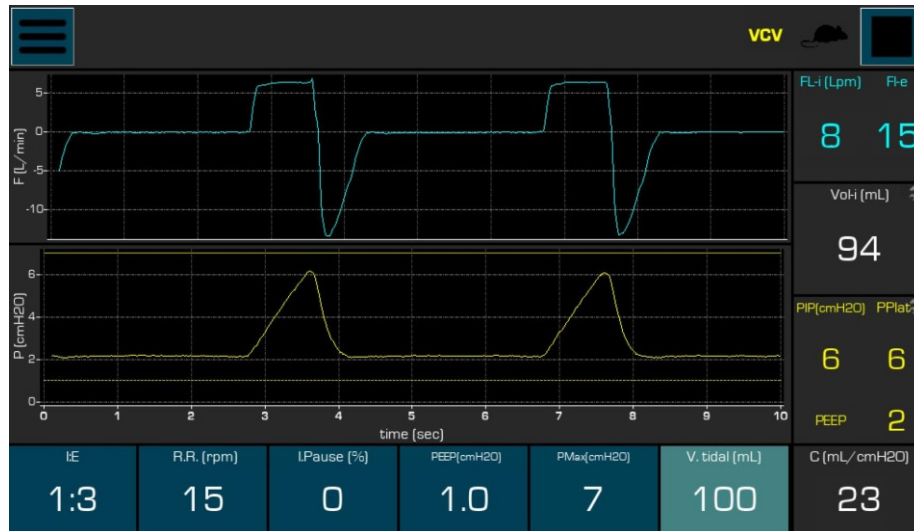 VCV
FL-i (Lpm) Fl-e
8 15
Vol-i (mL)
94
PIP(cmH2O) PPlat
6 6
PEEP 2
C (mL/cmH2O)
23
F (L/min)
5
0
-5
-10
P (cmH2O)
6
4
2
0
0 1 2 3 4 5 6 7 8 9 10
time (sec)
I:E R.R. (rpm) I.Pause (%) PEEP(cmH2O) PMax(cmH2O) V. tidal (mL)
1:3 15 0 1.0 7 100